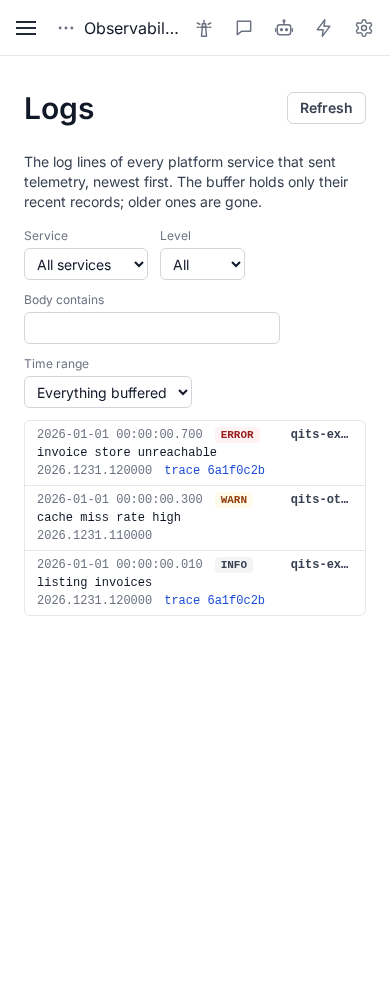 Observabil…
Logs
Refresh
The log lines of every platform service that sent
telemetry, newest first. The buffer holds only their
recent records; older ones are gone.
Service
Level
All services
All
Body contains
Time range
Everything buffered
2026-01-01 00:00:00.700 ERROR qits-ex…
invoice store unreachable
2026.1231.120000 trace 6a1f0c2b
2026-01-01 00:00:00.300 WARN qits-ot…
cache miss rate high
2026.1231.110000
2026-01-01 00:00:00.010 INFO qits-ex…
listing invoices
2026.1231.120000 trace 6a1f0c2b